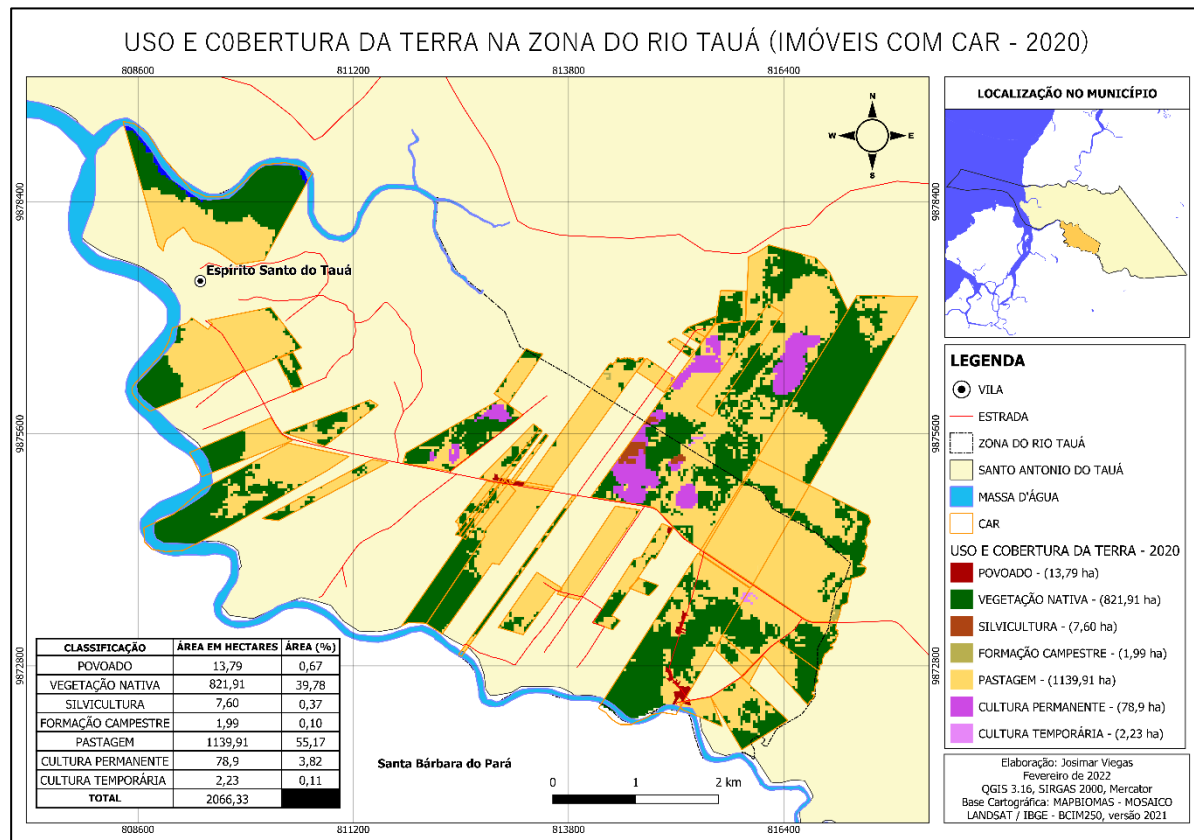 USO E C0BERTURA DA TERRA NA ZONA DO RIO TAUÁ (IMÓVEIS COM CAR - 2020)
808600
811200
813800
816400
9878400
9878400
9875600
9875600
9872800
9872800
N
W
E
S
Espírito Santo do Tauá
Santa Bárbara do Pará
0 1 2 km
CLASSIFICAÇÃO ÁREA EM HECTARES ÁREA (%)
POVOADO 13,79 0,67
VEGETAÇÃO NATIVA 821,91 39,78
SILVICULTURA 7,60 0,37
FORMAÇÃO CAMPESTRE 1,99 0,10
PASTAGEM 1139,91 55,17
CULTURA PERMANENTE 78,9 3,82
CULTURA TEMPORÁRIA 2,23 0,11
TOTAL 2066,33
808600
811200
813800
816400
LOCALIZAÇÃO NO MUNICÍPIO
LEGENDA
VILA
ESTRADA
ZONA DO RIO TAUÁ
SANTO ANTONIO DO TAUÁ
MASSA D'ÁGUA
CAR
USO E COBERTURA DA TERRA - 2020
POVOADO - (13,79 ha)
VEGETAÇÃO NATIVA - (821,91 ha)
SILVICULTURA - (7,60 ha)
FORMAÇÃO CAMPESTRE - (1,99 ha)
PASTAGEM - (1139,91 ha)
CULTURA PERMANENTE - (78,9 ha)
CULTURA TEMPORÁRIA - (2,23 ha)
Elaboração: Josimar Viegas
Fevereiro de 2022
QGIS 3.16, SIRGAS 2000, Mercator
Base Cartográfica: MAPBIOMAS - MOSAICO
LANDSAT / IBGE - BCIM250, versão 2021